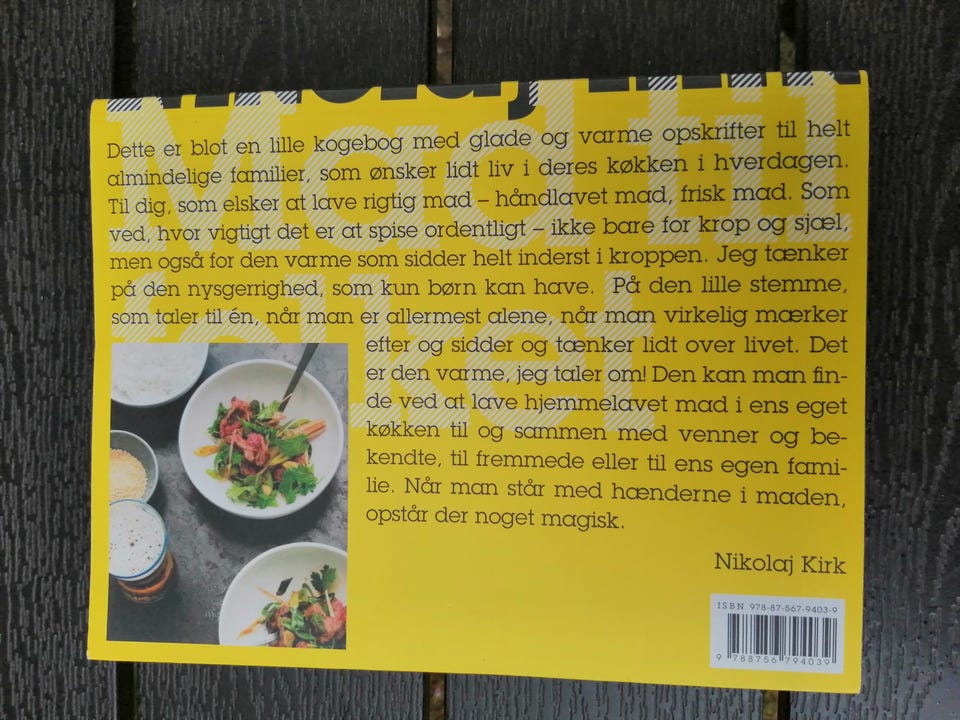 Mad til
folket
Dette er blot en lille kogebog med glade og varme opskrifter til helt
almindelige familier, som ønsker lidt liv i deres køkken i hverdagen.
Til dig, som elsker at lave rigtig mad – håndlavet mad, frisk mad. Som
ved, hvor vigtigt det er at spise ordentligt – ikke bare for krop og sjæl,
men også for den varme som sidder helt inderst i kroppen. Jeg tænker
på den nysgerrighed, som kun børn kan have. På den lille stemme,
som taler til én, når man er allermest alene, når man virkelig mærker
efter og sidder og tænker lidt over livet. Det
er den varme, jeg taler om! Den kan man fin-
de ved at lave hjemmelavet mad i ens eget
køkken til og sammen med venner og be-
kendte, til fremmede eller til ens egen fami-
lie. Når man står med hænderne i maden,
opstår der noget magisk.
Nikolaj Kirk
ISBN 978-87-567-9403-9
9 788756 794039